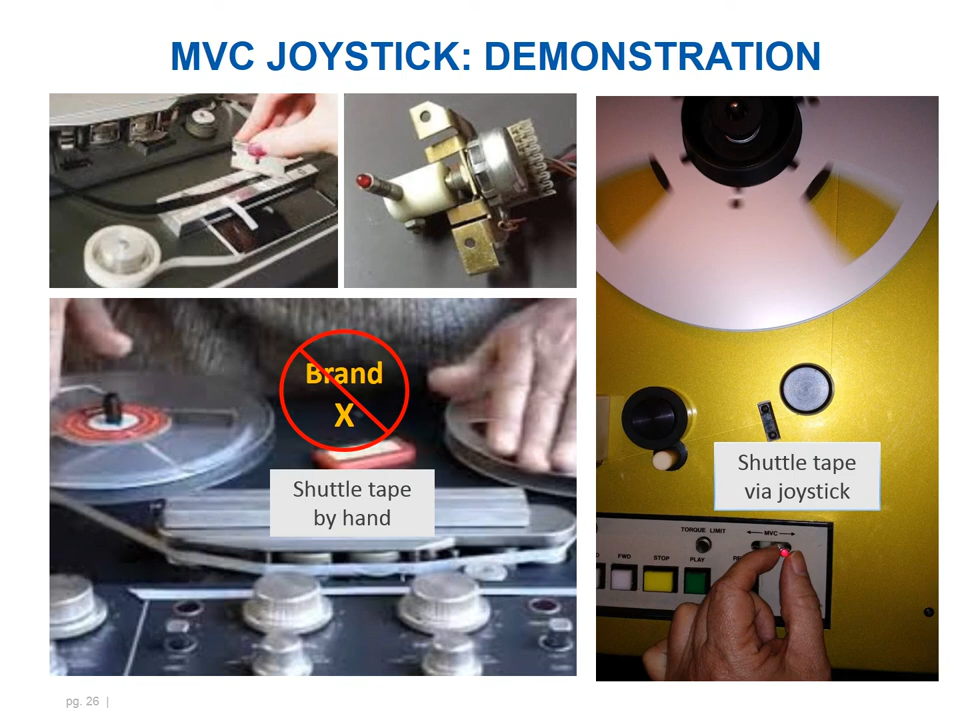 MVC JOYSTICK: DEMONSTRATION
Brand
X
Shuttle tape
by hand
Shuttle tape
via joystick
TORQUE LIMIT
MVC
FWD
STOP
PLAY
pg. 26 |